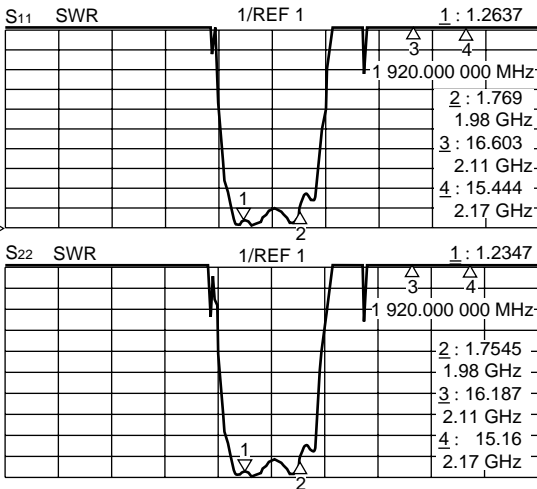 S11 SWR 1/REF 1 1 : 1.2637
3 4
1 920.000 000 MHz
2 : 1.769
1.98 GHz
3 : 16.603
2.11 GHz
4 : 15.444
2.17 GHz
1
2
S22 SWR 1/REF 1 1 : 1.2347
3 4
1 920.000 000 MHz
2 : 1.7545
1.98 GHz
3 : 16.187
2.11 GHz
4 : 15.16
2.17 GHz
1
2